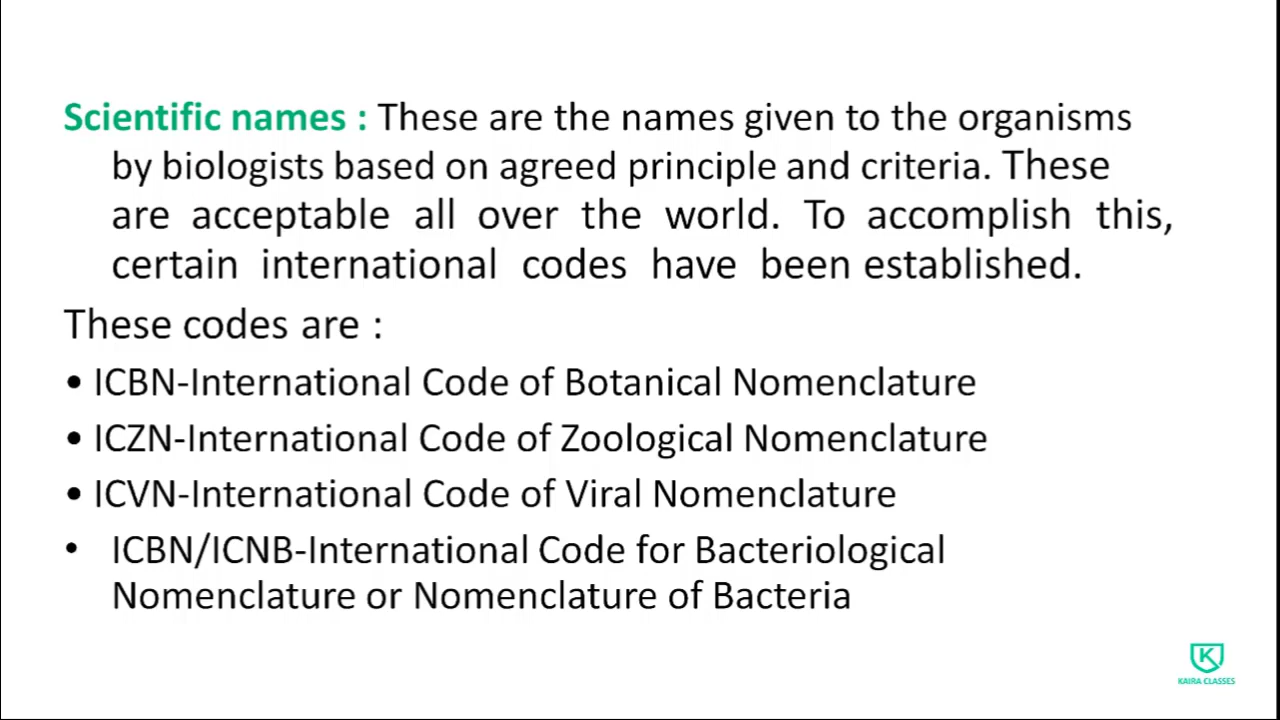 Scientific names : These are the names given to the organisms
by biologists based on agreed principle and criteria. These
are acceptable all over the world. To accomplish this,
certain international codes have been established.
These codes are :
• ICBN-International Code of Botanical Nomenclature
• ICZN-International Code of Zoological Nomenclature
• ICVN-International Code of Viral Nomenclature
• ICBN/ICNB-International Code for Bacteriological
Nomenclature or Nomenclature of Bacteria
K
KAIRA CLASSES